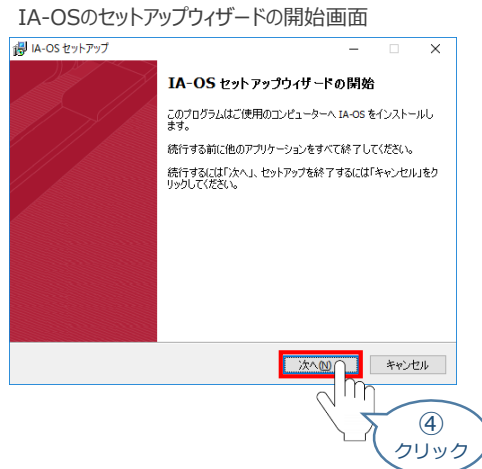 IA-OSのセットアップウィザードの開始画面
IA-OS セットアップ
IA-OS セットアップウィザードの開始
このプログラムはご使用のコンピューターへ IA-OS をインストールし
ます。
続行する前に他のアプリケーションをすべて終了してください。
続行するには「次へ」、セットアップを終了するには「キャンセル」をク
リックしてください。
次へ(N)
キャンセル
④
クリック